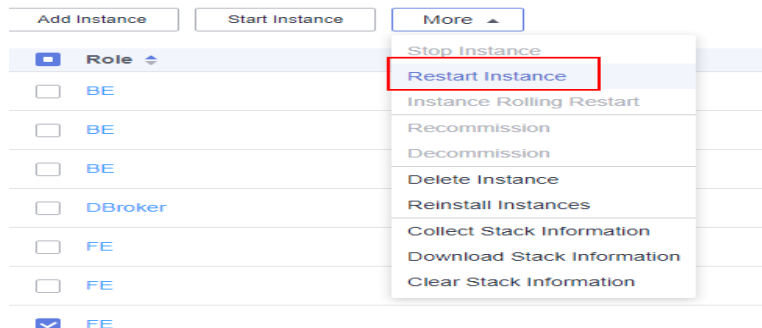 Add Instance Start Instance More
Role
BE
BE
BE
DBroker
FE
FE
FE
Stop Instance
Restart Instance
Instance Rolling Restart
Recommission
Decommission
Delete Instance
Reinstall Instances
Collect Stack Information
Download Stack Information
Clear Stack Information